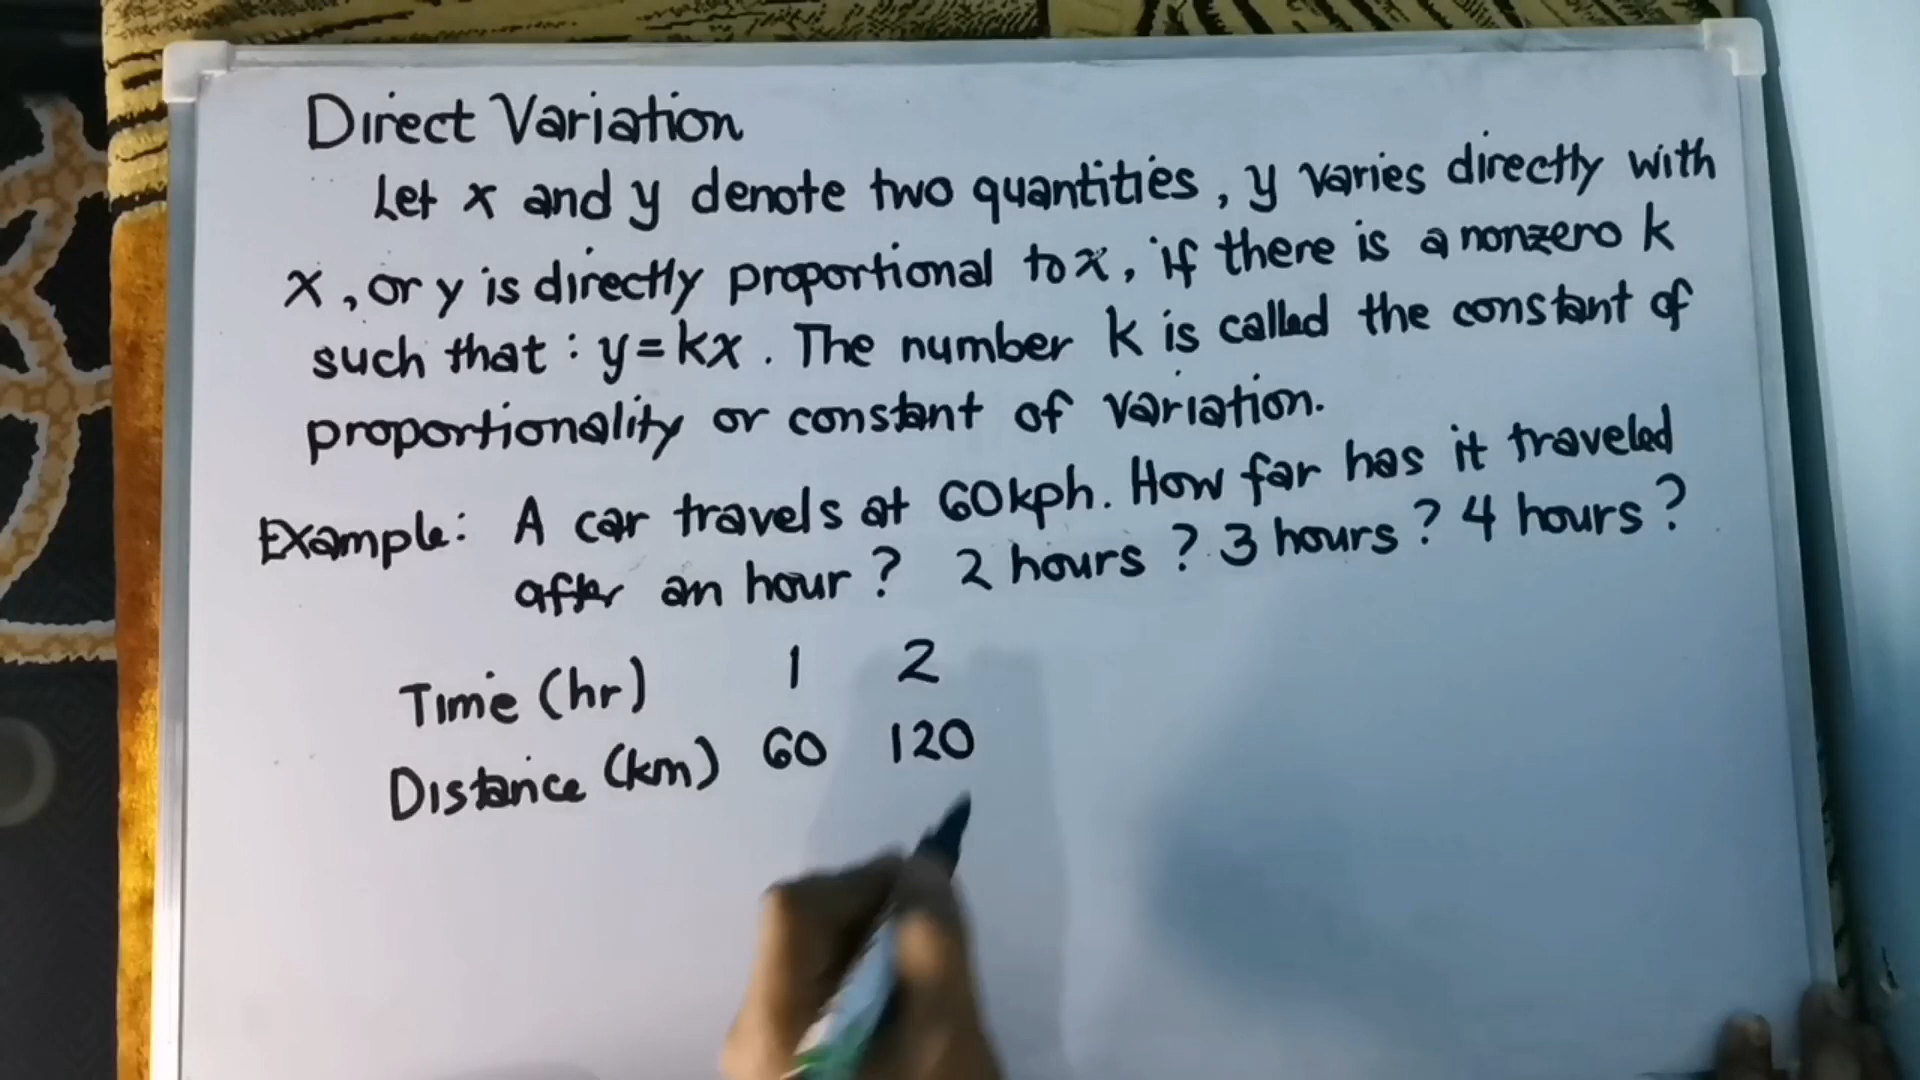 Direct Variation
Let x and y denote two quantities, y varies directly with
x, or y is directly proportional to x, if there is a nonzero k
such that : y = kx. The number k is called the constant of
proportionality or constant of variation.
Example: A car travels at 60kph. How far has it traveled
after an hour? 2 hours? 3 hours? 4 hours?
Time (hr) 1 2
Distance (km) 60 120